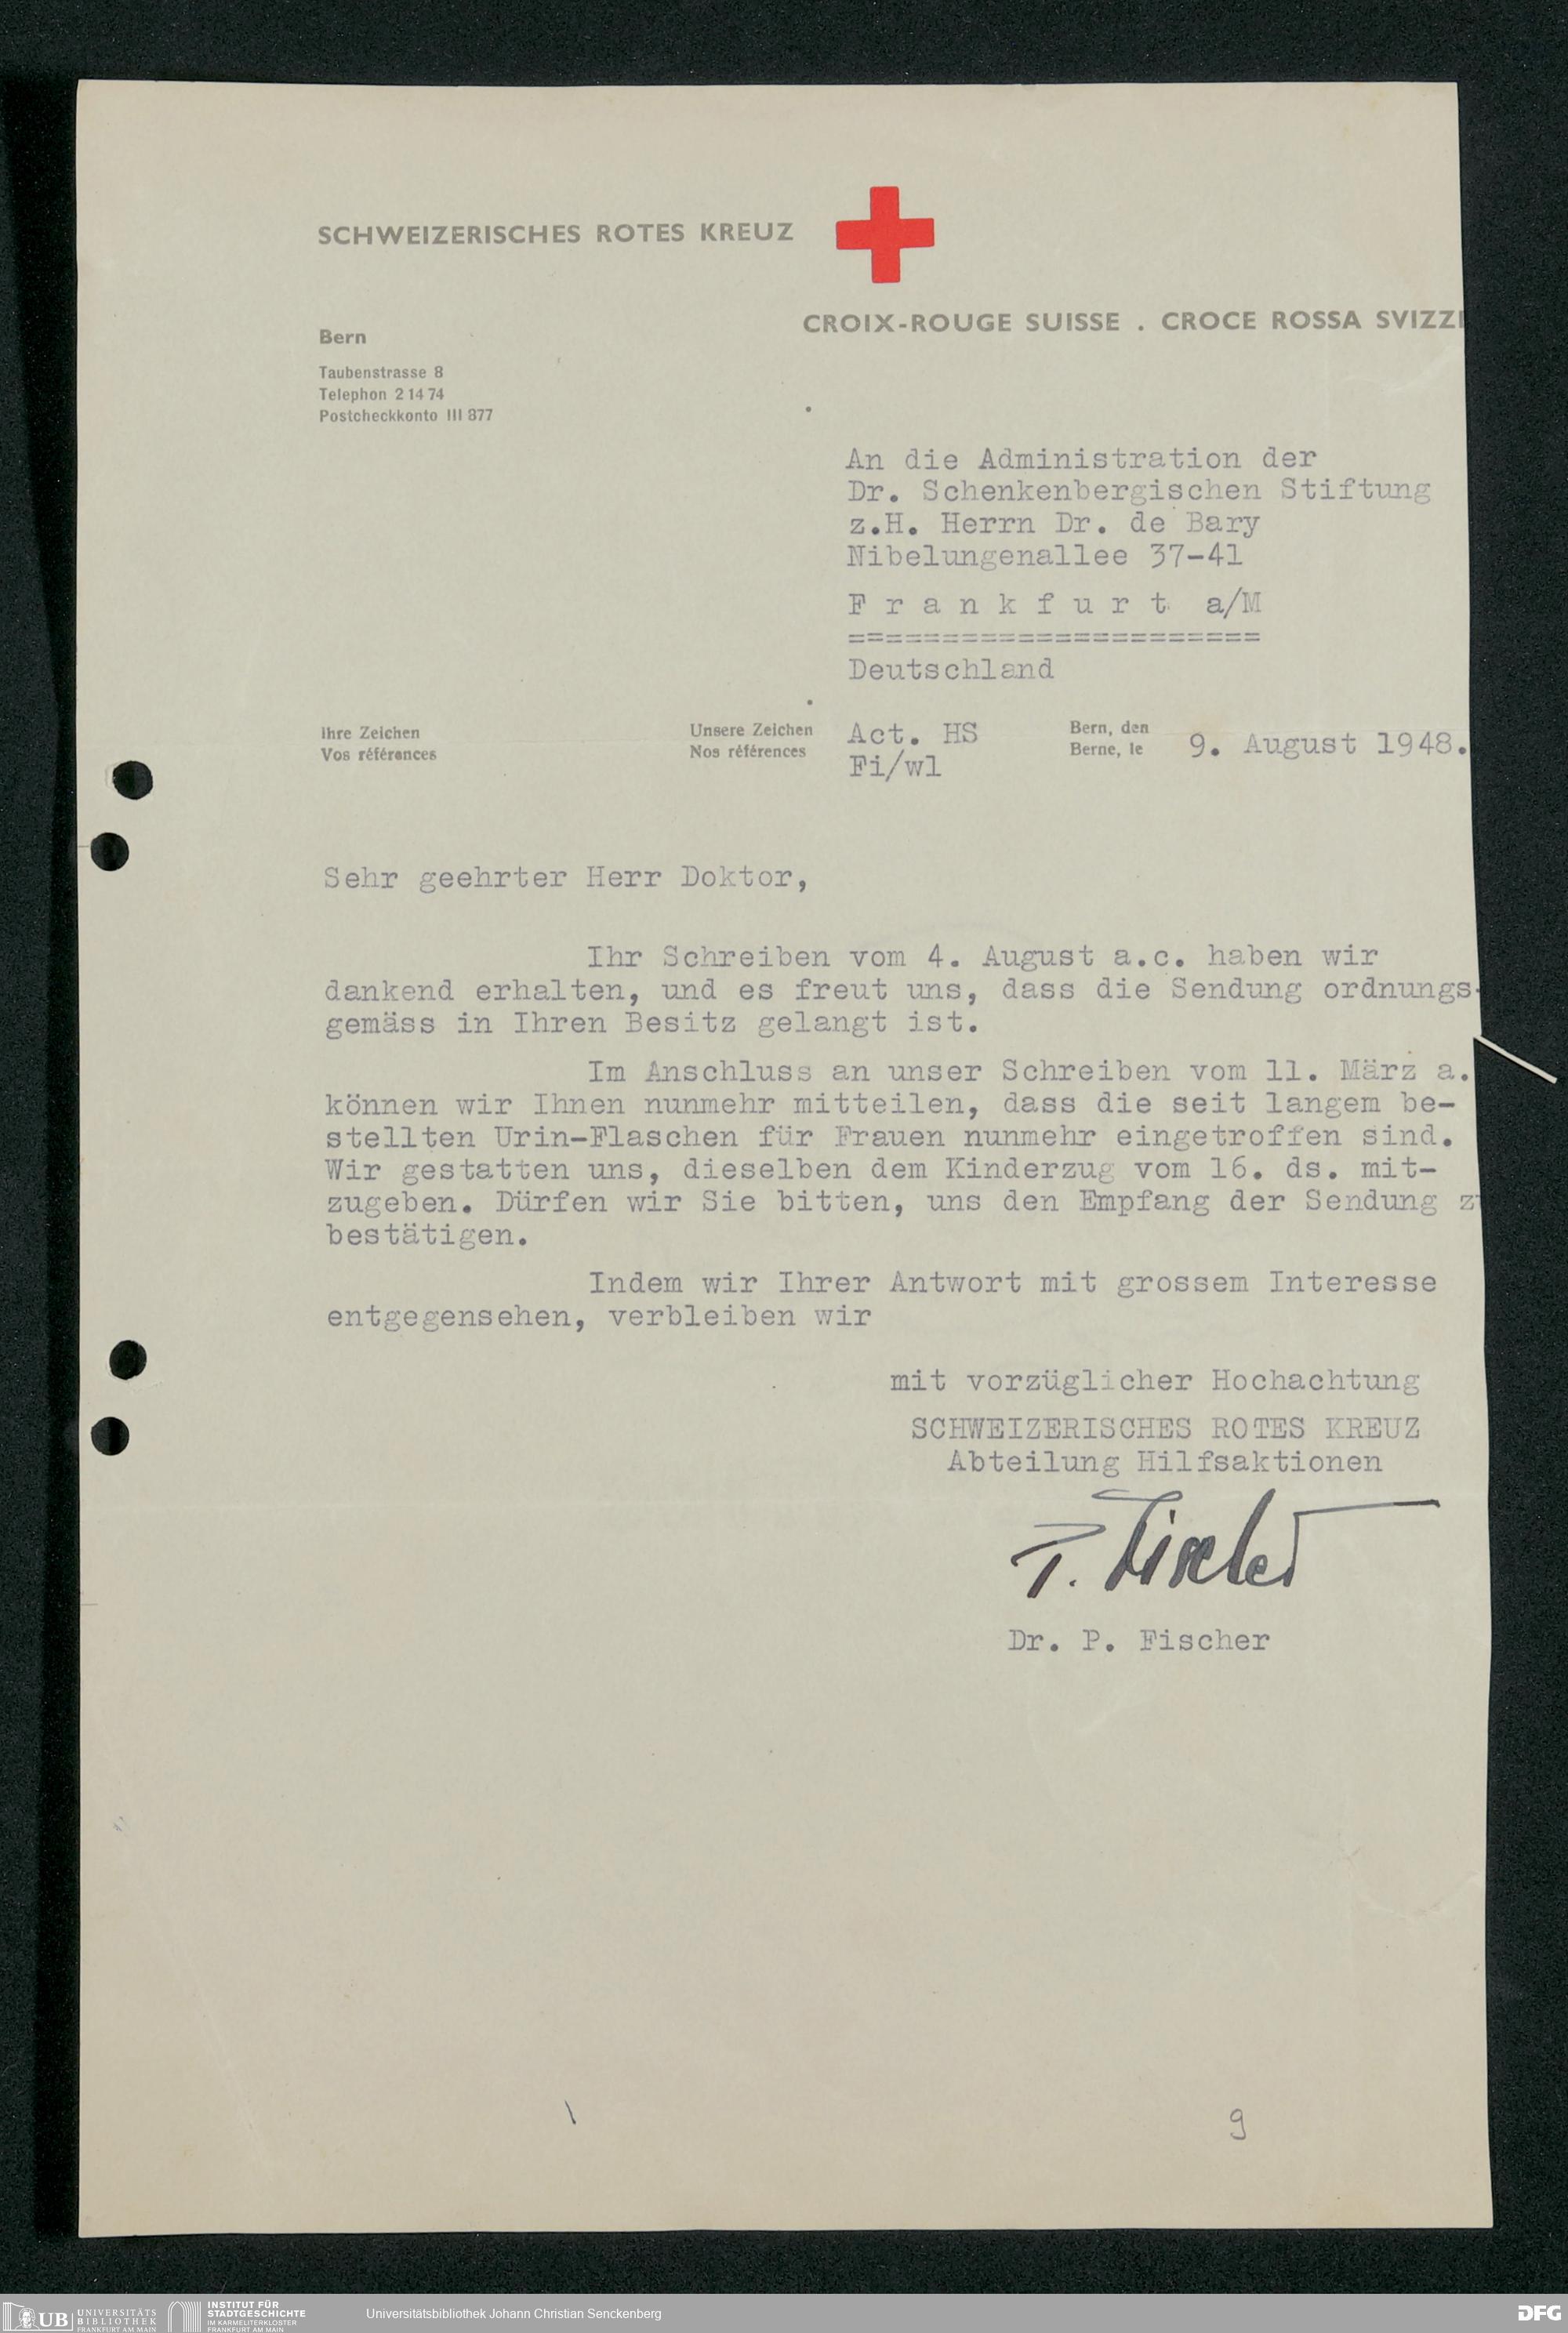 SCHWEIZERISCHES ROTES KREUZ
CROIX-ROUGE SUISSE . CROCE ROSSA SVIZZE
Bern
Taubenstrasse 8
Telephon 2 14 74
Postcheckkonto III 877
An die Administration der
Dr. Schenkenbergischen Stiftung
z.H. Herrn Dr. de Bary
Nibelungenallee 37-41
F r a n k f u r t a/M
======================
Deutschland
Ihre Zeichen
Vos références
Unsere Zeichen
Nos références
Act. HS
Fi/wl
Bern, den
Berne, le
9. August 1948.
Sehr geehrter Herr Doktor,
Ihr Schreiben vom 4. August a.c. haben wir
dankend erhalten, und es freut uns, dass die Sendung ordnungs-
gemäss in Ihren Besitz gelangt ist.
Im Anschluss an unser Schreiben vom 11. März a.
können wir Ihnen nunmehr mitteilen, dass die seit langem be-
stellten Urin-Flaschen für Frauen nunmehr eingetroffen sind.
Wir gestatten uns, dieselben dem Kinderzug vom 16. ds. mit-
zugeben. Dürfen wir Sie bitten, uns den Empfang der Sendung z
bestätigen.
Indem wir Ihrer Antwort mit grossem Interesse
entgegensehen, verbleiben wir
mit vorzüglicher Hochachtung
SCHWEIZERISCHES ROTES KREUZ
Abteilung Hilfsaktionen
P. Fischer
Dr. P. Fischer
9
UB UNIVERSITÄTS
BIBLIOTHEK
FRANKFURT AM MAIN
INSTITUT FÜR
STADTGESCHICHTE
IM KARMELITERKLOSTER
FRANKFURT AM MAIN
Universitätsbibliothek Johann Christian Senckenberg
DFG